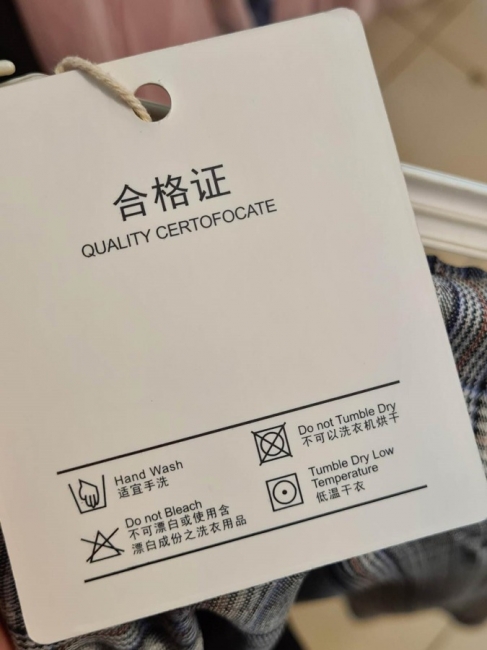 合格证
QUALITY CERTOFOCATE
Hand Wash
适宜手洗
Do not Bleach
不可漂白或使用含
漂白成份之洗衣用品
Do not Tumble Dry
不可以洗衣机烘干
Tumble Dry Low
Temperature
低温干衣